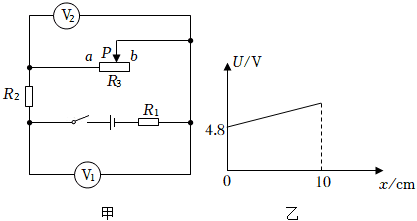 V₂
a P b
R₃
R₂
R₁
V₁
甲
U/V
4.8
0 10 x/cm
乙